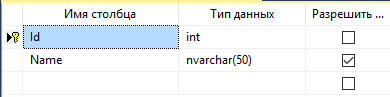 Имя столбца Тип данных Разрешить ...
Id int
Name nvarchar(50)